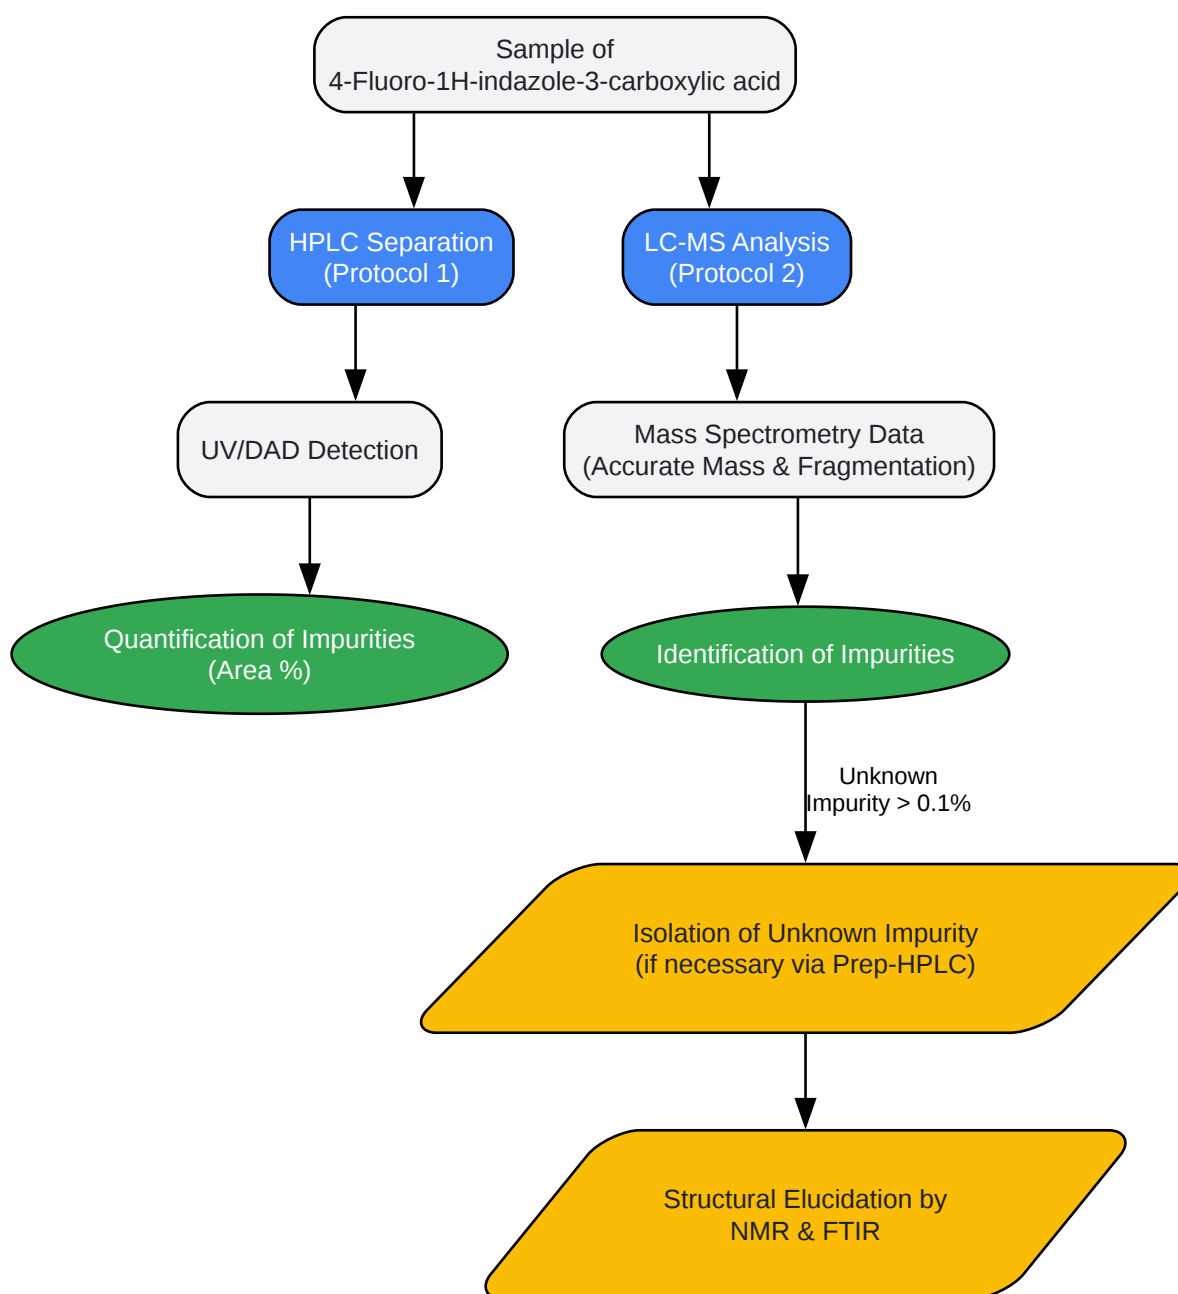 Sample of
4-Fluoro-1H-indazole-3-carboxylic acid
HPLC Separation
(Protocol 1)
LC-MS Analysis
(Protocol 2)
UV/DAD Detection
Mass Spectrometry Data
(Accurate Mass & Fragmentation)
Quantification of Impurities
(Area %)
Identification of Impurities
Unknown
Impurity > 0.1%
Isolation of Unknown Impurity
(if necessary via Prep-HPLC)
Structural Elucidation by
NMR & FTIR